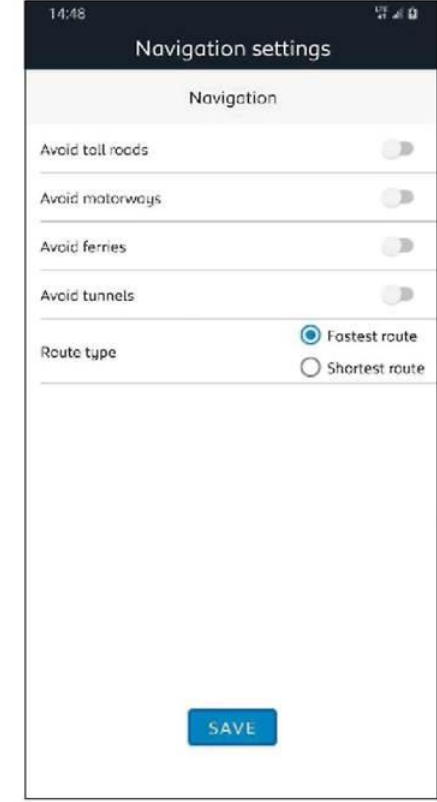 14:48
Navigation settings
Navigation
Avoid toll roads
Avoid motorways
Avoid ferries
Avoid tunnels
Route type
Fastest route
Shortest route
SAVE